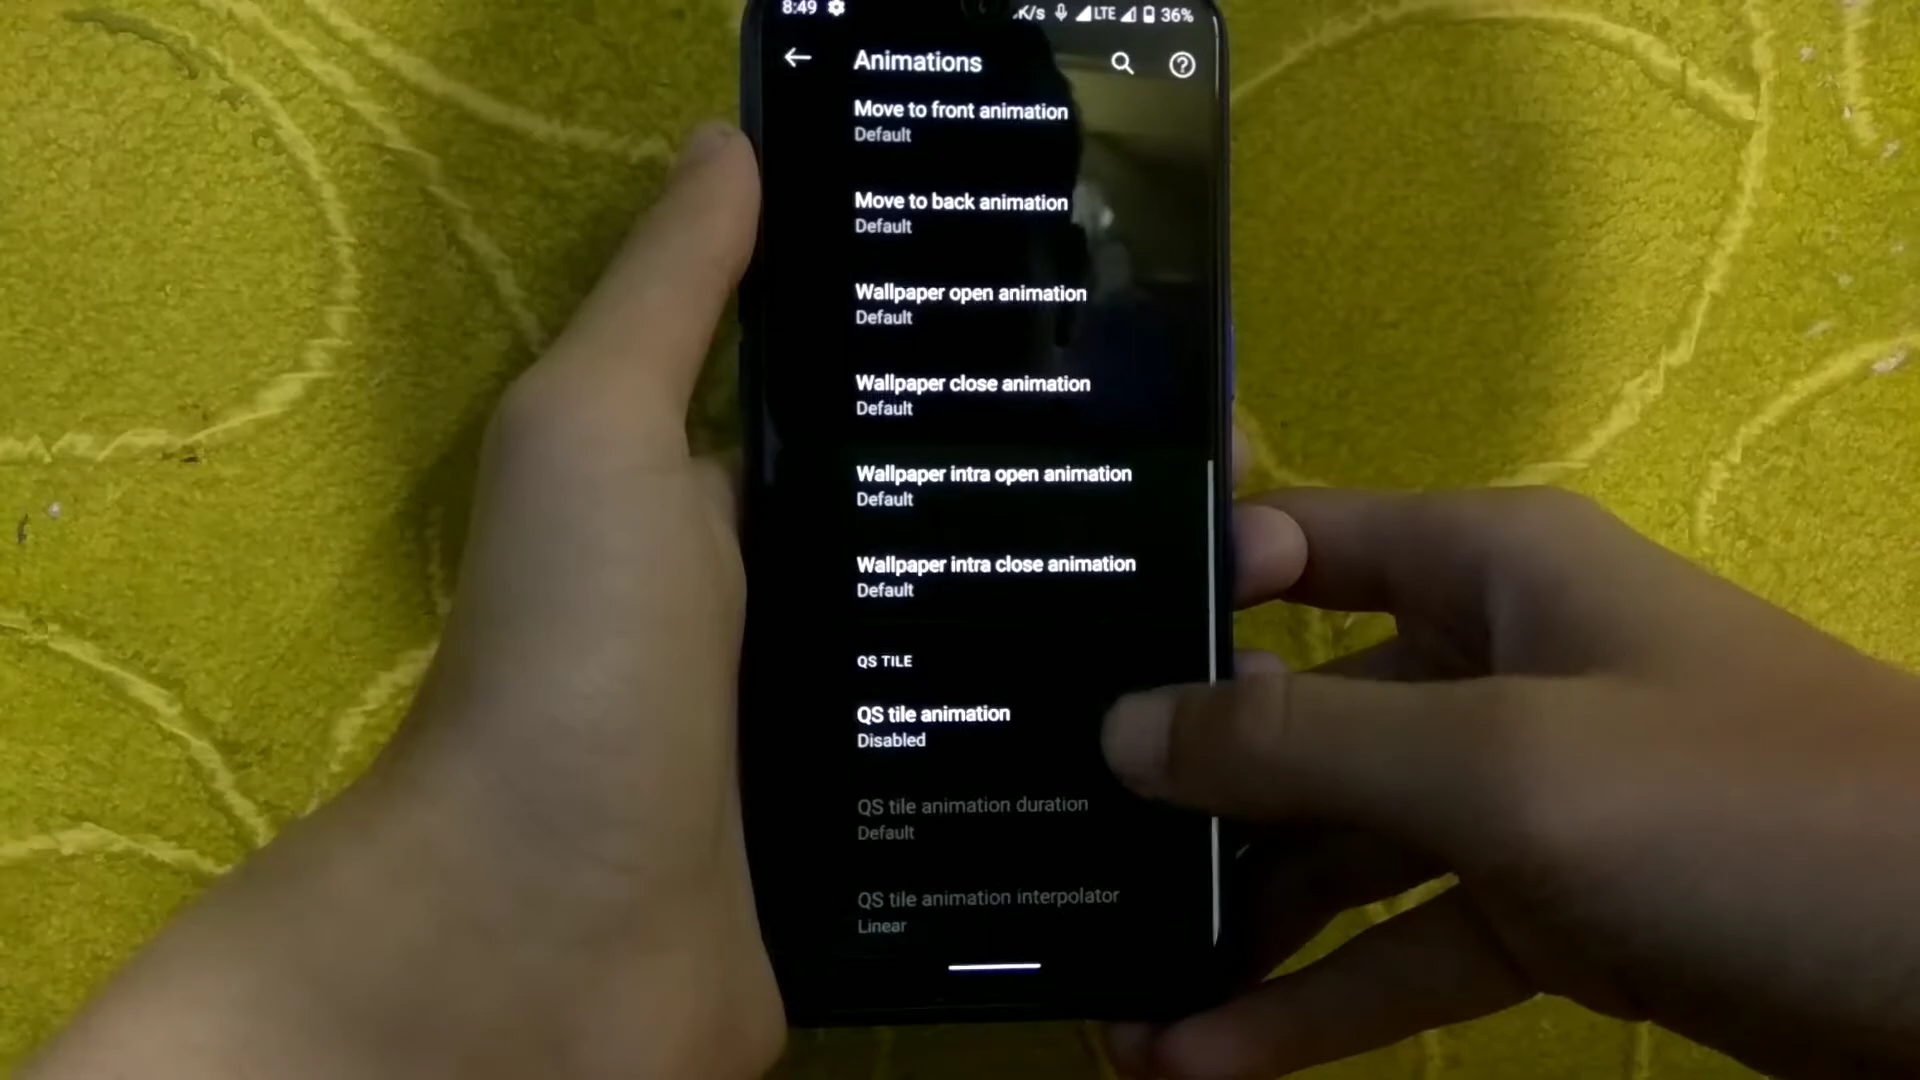 8:49 K/s LTE 36%
Animations
Move to front animation
Default
Move to back animation
Default
Wallpaper open animation
Default
Wallpaper close animation
Default
Wallpaper intra open animation
Default
Wallpaper intra close animation
Default
QS TILE
QS tile animation
Disabled
QS tile animation duration
Default
QS tile animation interpolator
Linear